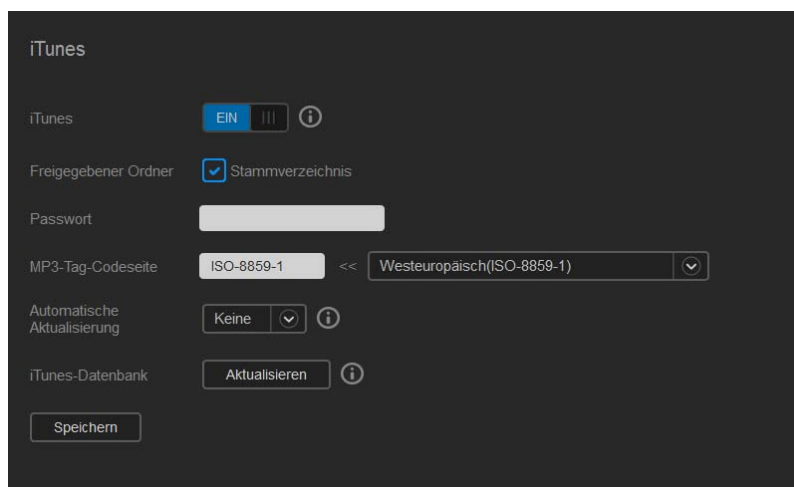 iTunes
iTunes EIN
Freigegebener Ordner Stammverzeichnis
Passwort
MP3-Tag-Codeseite ISO-8859-1 << Westeuropäisch(ISO-8859-1)
Automatische
Aktualisierung Keine
iTunes-Datenbank Aktualisieren
Speichern